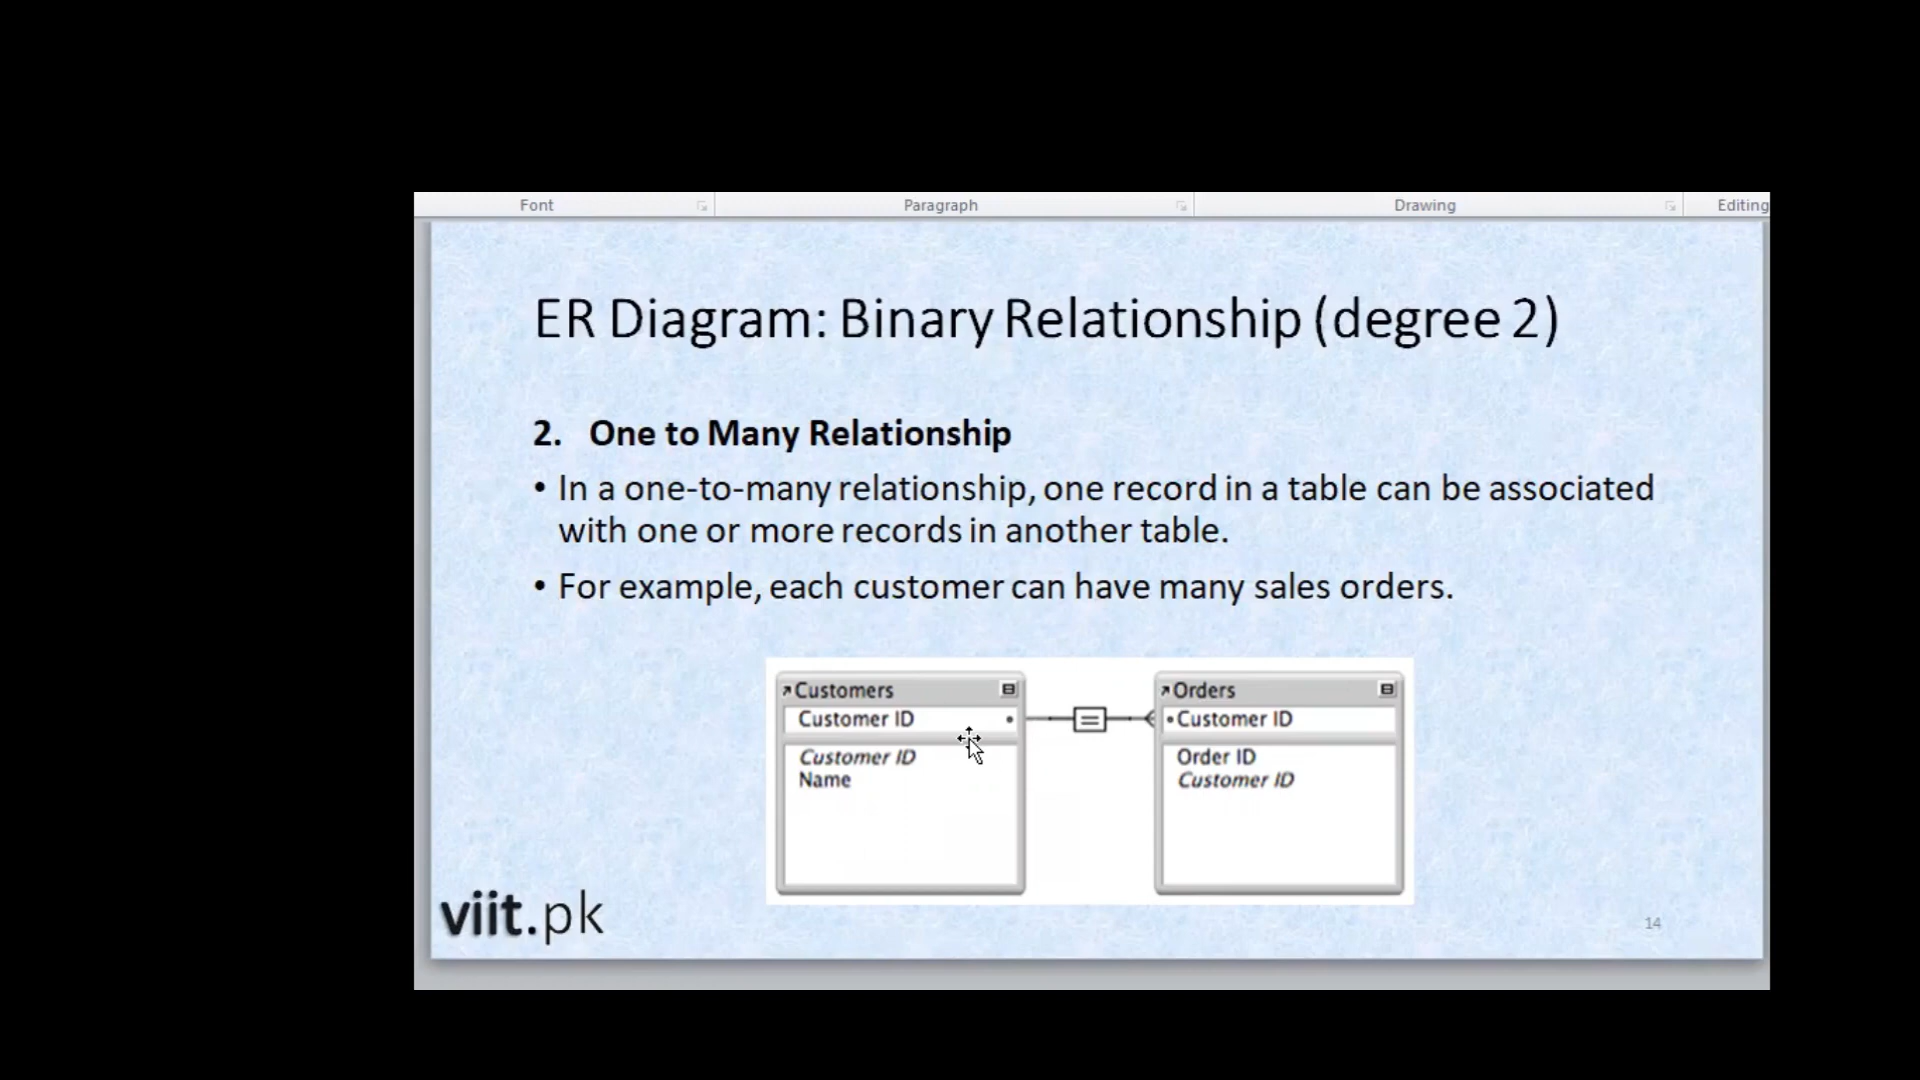 Font Paragraph Drawing Editing
ER Diagram: Binary Relationship (degree 2)
2. One to Many Relationship
• In a one-to-many relationship, one record in a table can be associated
with one or more records in another table.
• For example, each customer can have many sales orders.
Customers
Customer ID
Customer ID
Name
=
Orders
Customer ID
Order ID
Customer ID
viit.pk
14